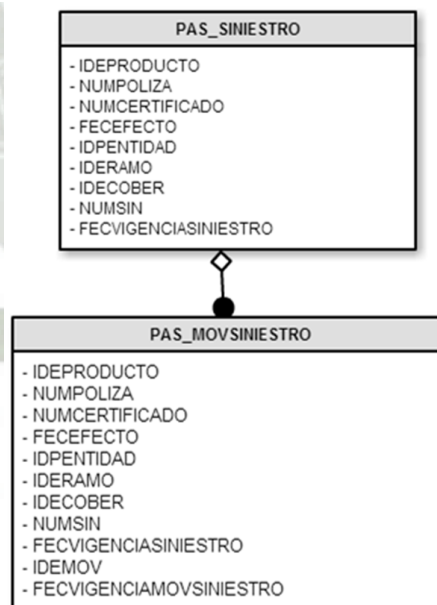 PAS_SINIESTRO
- IDEPRODUCTO
- NUMPOLIZA
- NUMCERTIFICADO
- FECEFECTO
- IDPENTIDAD
- IDERAMO
- IDECOBER
- NUMSIN
- FECVIGENCIASINIESTRO
PAS_MOVSINIESTRO
- IDEPRODUCTO
- NUMPOLIZA
- NUMCERTIFICADO
- FECEFECTO
- IDPENTIDAD
- IDERAMO
- IDECOBER
- NUMSIN
- FECVIGENCIASINIESTRO
- IDEMOV
- FECVIGENCIAMOVSINIESTRO